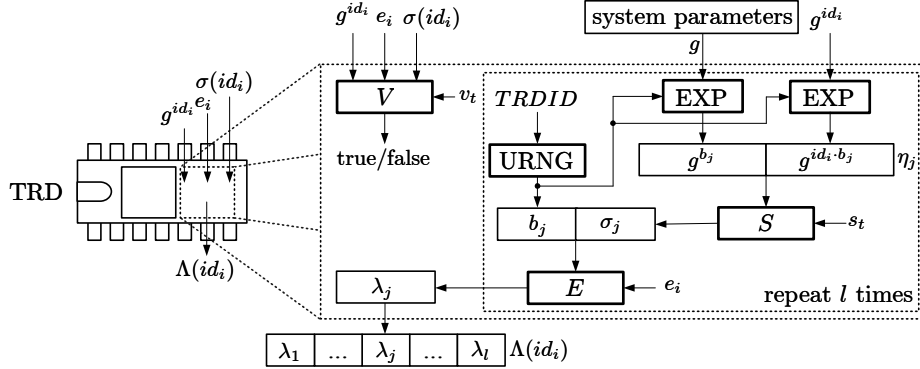 system parameters
g^{id_i} e_i σ(id_i)
g
g^{id_i}
σ(id_i)
g^{id_i} e_i
V
v_t
TRDID
EXP
EXP
true/false
URNG
g^{b_j}
g^{id_i·b_j}
η_j
TRD
b_j
σ_j
S
s_t
Λ(id_i)
λ_j
E
e_i
repeat l times
λ_1 ... λ_j ... λ_l Λ(id_i)